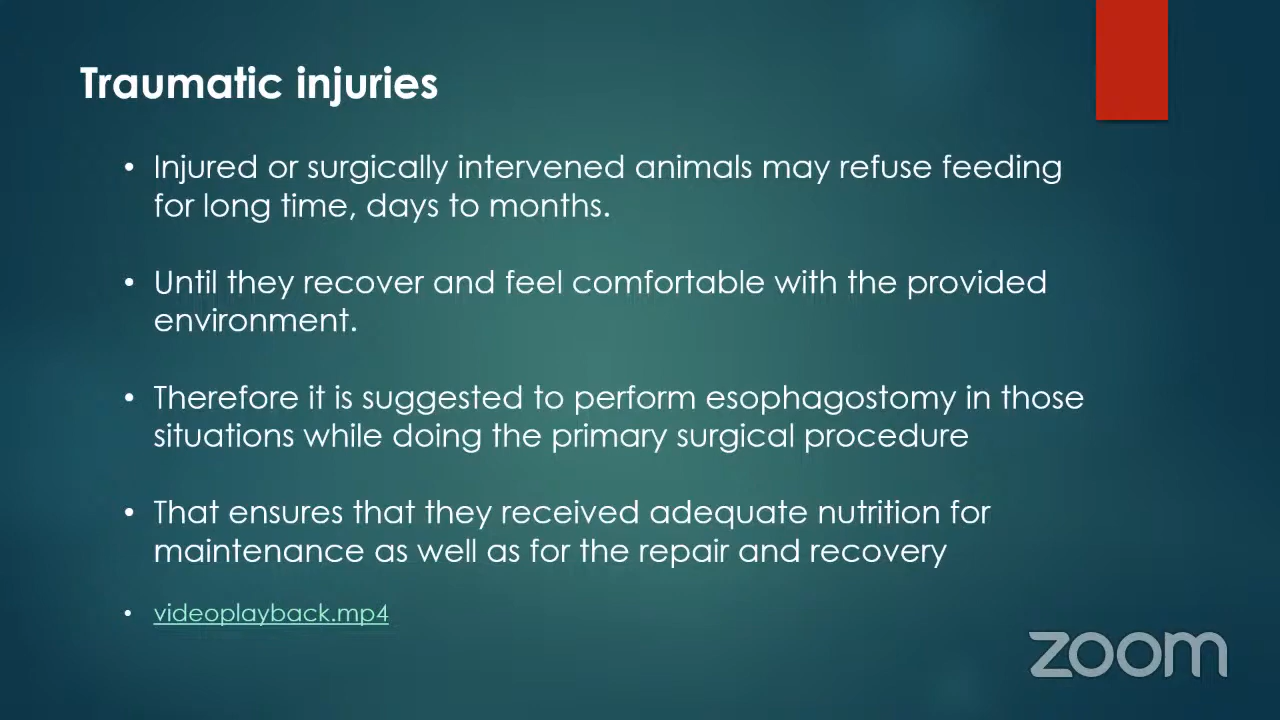 Traumatic injuries
• Injured or surgically intervened animals may refuse feeding
for long time, days to months.
• Until they recover and feel comfortable with the provided
environment.
• Therefore it is suggested to perform esophagostomy in those
situations while doing the primary surgical procedure
• That ensures that they received adequate nutrition for
maintenance as well as for the repair and recovery
• videoplayback.mp4
zoom